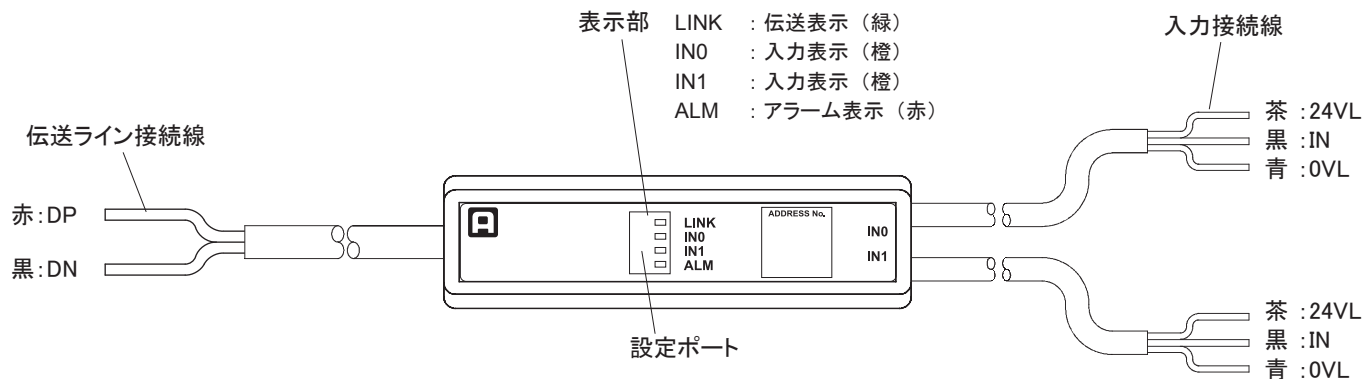 表示部 LINK : 伝送表示（緑）
IN0 : 入力表示（橙）
IN1 : 入力表示（橙）
ALM : アラーム表示（赤）
入力接続線
茶 : 24VL
黒 : IN
青 : 0VL
伝送ライン接続線
赤 : DP
黒 : DN
A
LINK
IN0
IN1
ALM
ADDRESS No.
IN0
IN1
設定ポート
茶 : 24VL
黒 : IN
青 : 0VL